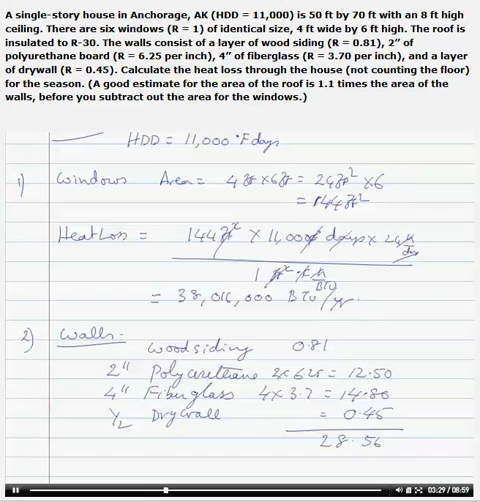 A single-story house in Anchorage, AK (HDD = 11,000) is 50 ft by 70 ft with an 8 ft high
ceiling. There are six windows (R = 1) of identical size, 4 ft wide by 6 ft high. The roof is
insulated to R-30. The walls consist of a layer of wood siding (R = 0.81), 2” of
polyurethane board (R = 6.25 per inch), 4” of fiberglass (R = 3.70 per inch), and a layer
of drywall (R = 0.45). Calculate the heat loss through the house (not counting the floor)
for the season. (A good estimate for the area of the roof is 1.1 times the area of the
walls, before you subtract out the area for the windows.)
HDD = 11,000 °F days
1) Windows Area = 4 ft x 6 ft = 24 ft² x 6
= 144 ft²
Heat Loss = 144 ft² x 11,000 °F days x 24 h/day
1 ft² °F h
BTU
= 38,016,000 BTU/yr.
2) Walls -
Wood siding 0.81
2" Polyurethane 2x6.25 = 12.50
4" Fiberglass 4x3.7 = 14.80
½ Drywall = 0.45
28.56
03:29 / 08:59